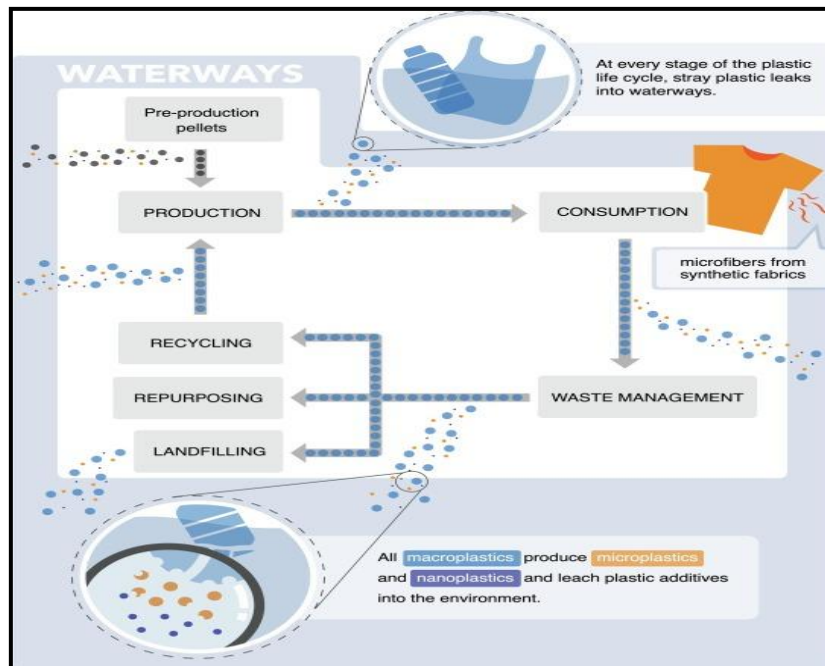 WATERWAYS
At every stage of the plastic
life cycle, stray plastic leaks
into waterways.
Pre-production
pellets
PRODUCTION
CONSUMPTION
microfibers from
synthetic fabrics
RECYCLING
REPURPOSING
WASTE MANAGEMENT
LANDFILLING
All macroplastics produce microplastics
and nanoplastics and leach plastic additives
into the environment.